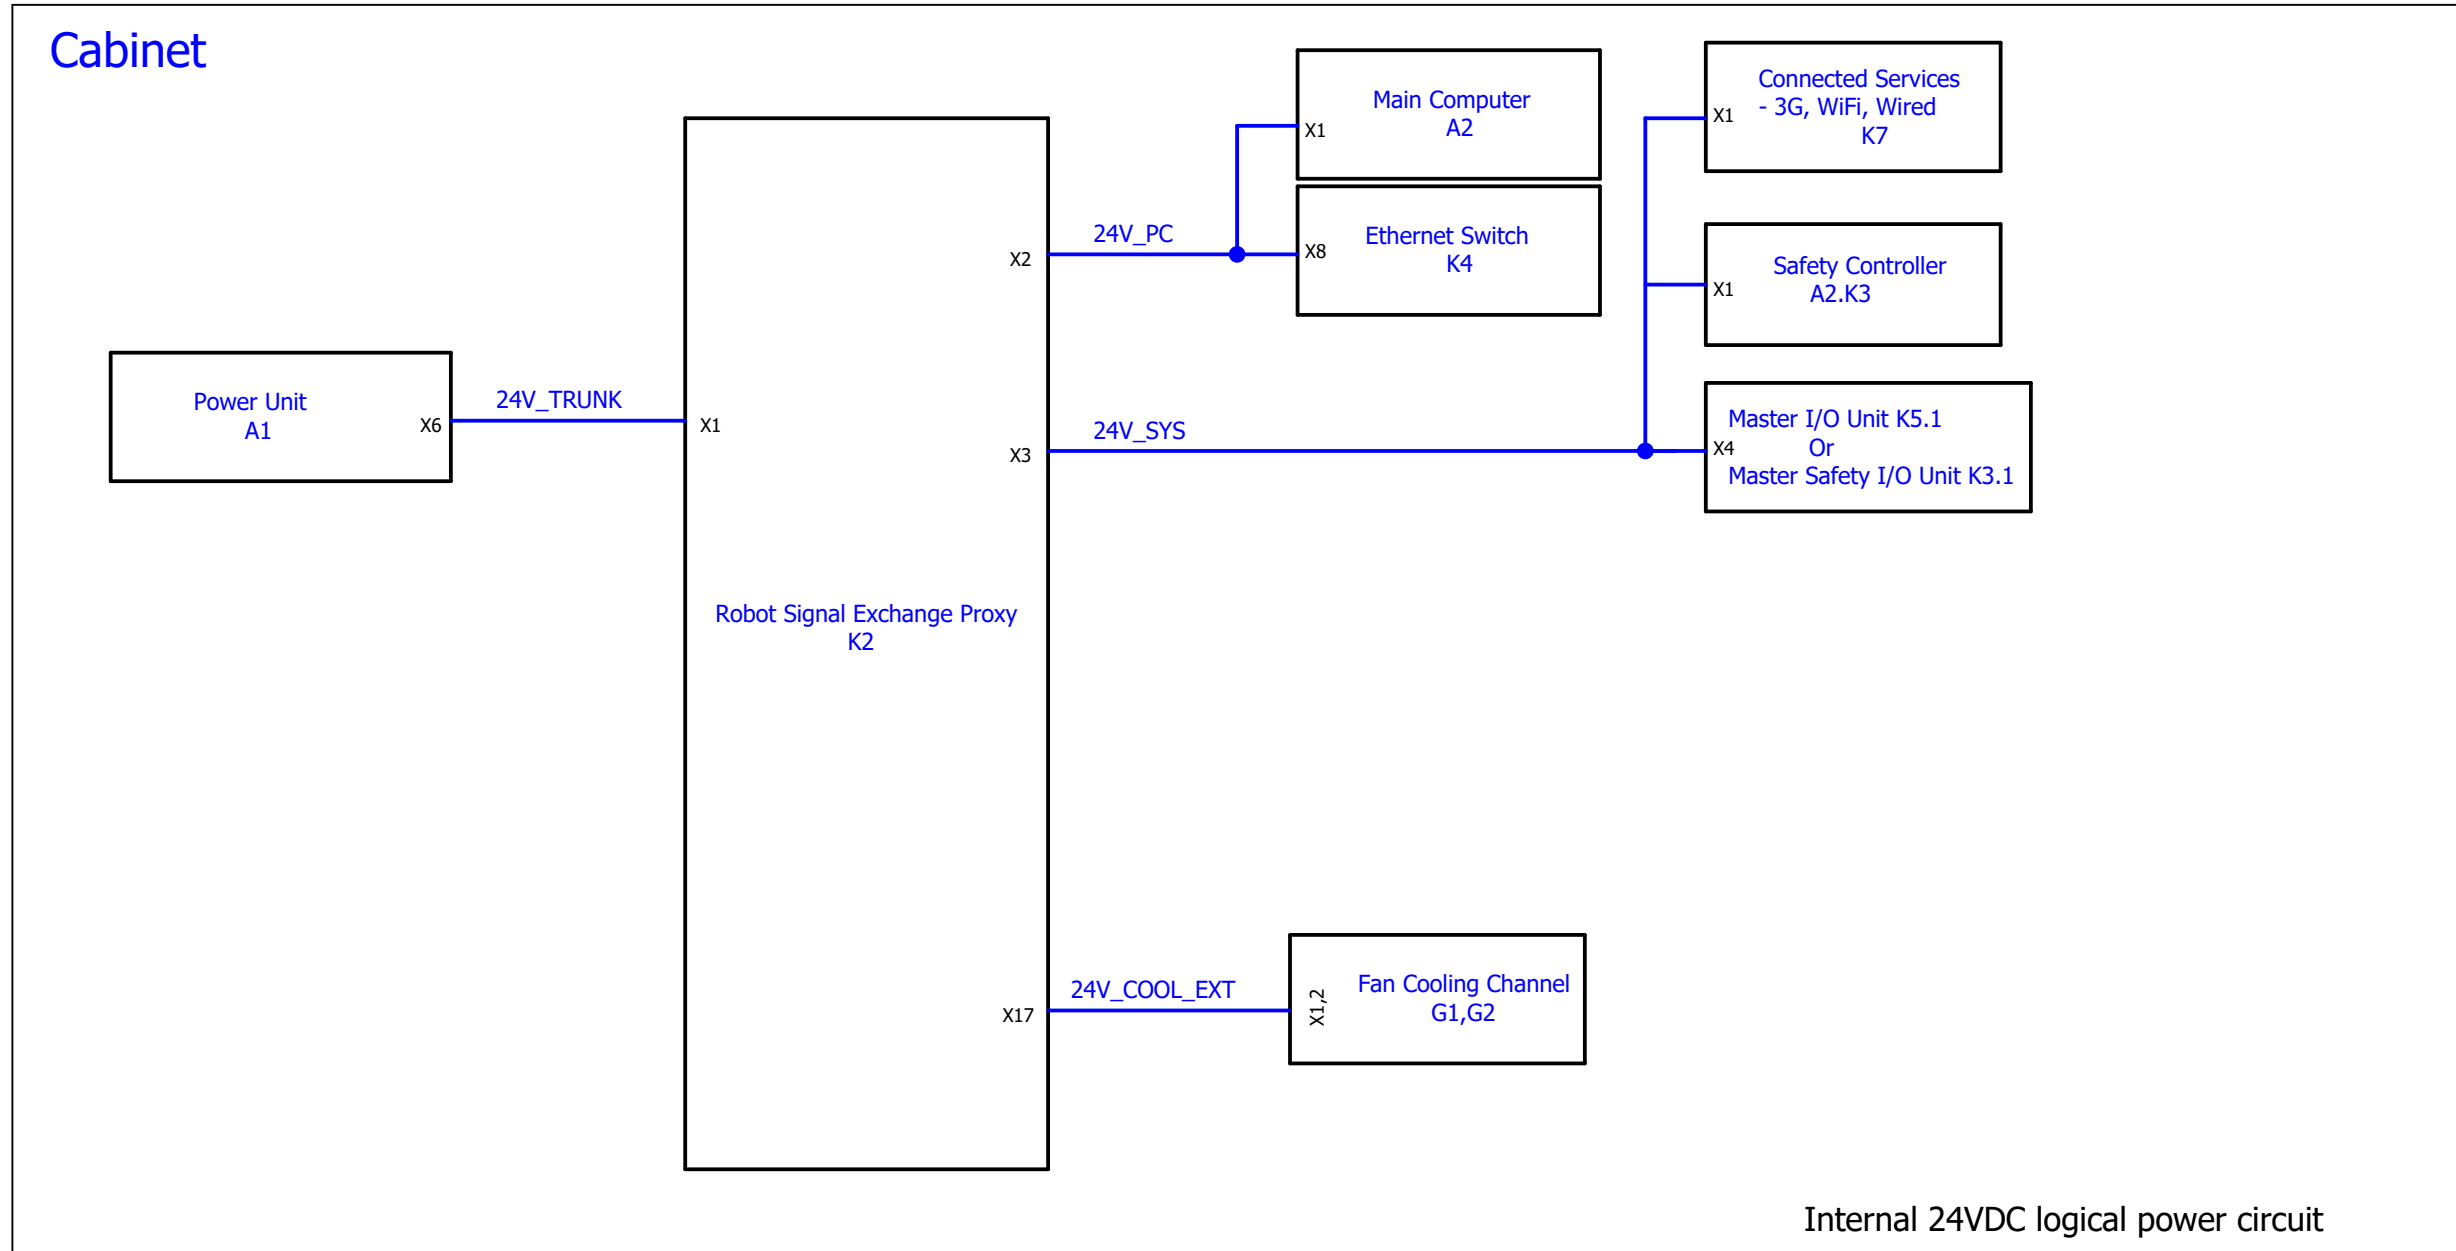 Cabinet
Main Computer
A2
X1
Connected Services
- 3G, WiFi, Wired
K7
X1
Ethernet Switch
K4
X8
24V_PC
X2
Safety Controller
A2.K3
X1
Power Unit
A1
X6
24V_TRUNK
X1
24V_SYS
X3
Master I/O Unit K5.1
Or
Master Safety I/O Unit K3.1
X4
Robot Signal Exchange Proxy
K2
24V_COOL_EXT
X17
X1,2
Fan Cooling Channel
G1,G2
Internal 24VDC logical power circuit